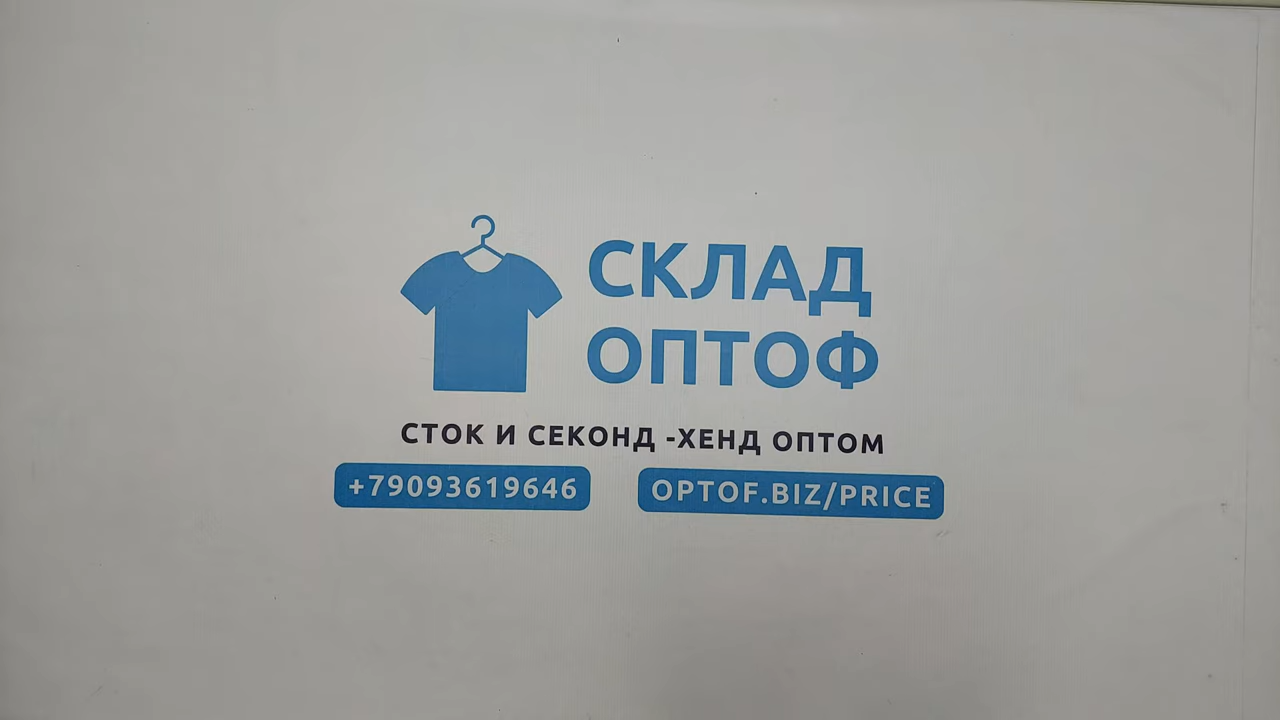 СКЛАД
ОПТОФ
СТОК И СЕКОНД -ХЕНД ОПТОМ
+79093619646
OPTOF.BIZ/PRICE